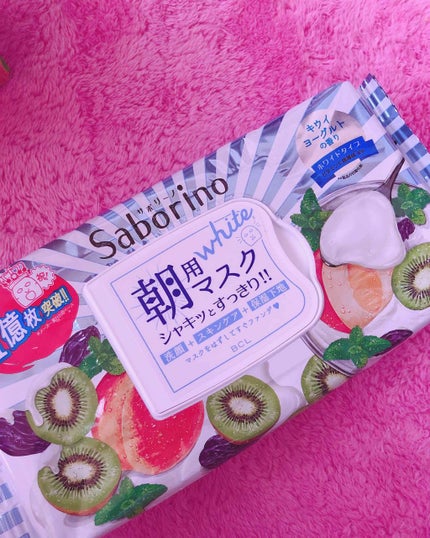 キウイ
ヨーグルト
の香り
ホワイトタイプ
サボリーノ
Saborino
white
朝用
マスク
シャキッとすっきり!!
洗顔+スキンケア+保湿下地
マスクをはずしてすぐファンデ♥
BCL
億枚突破!!